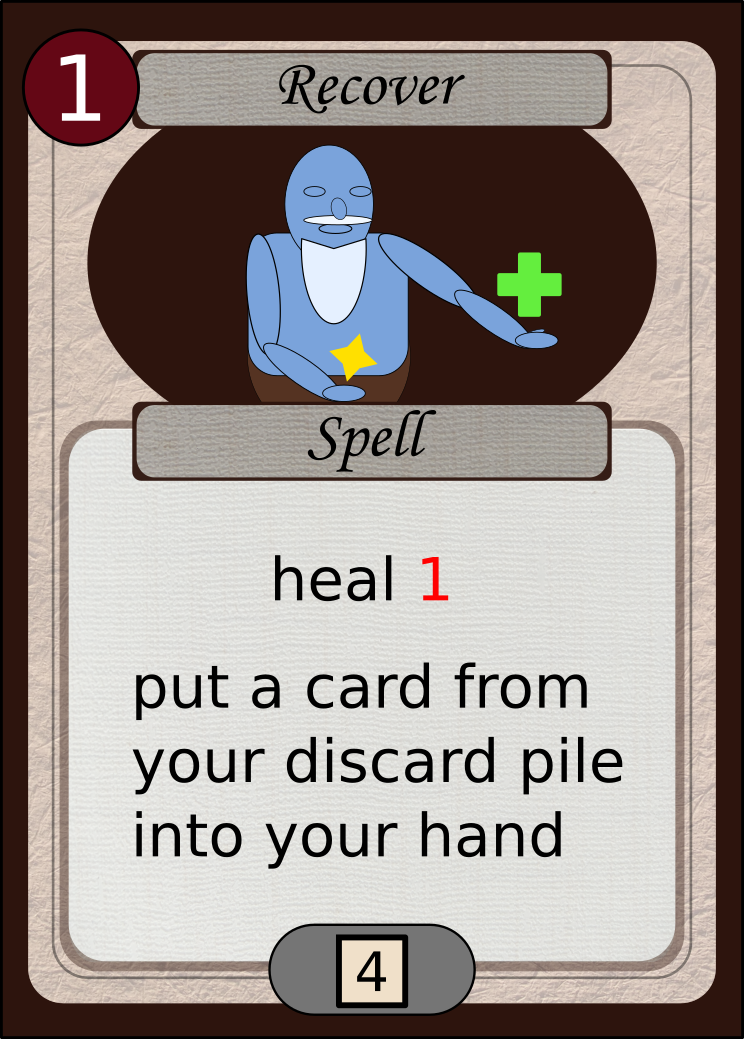 1
Recover
Spell
heal 1
put a card from
your discard pile
into your hand
4